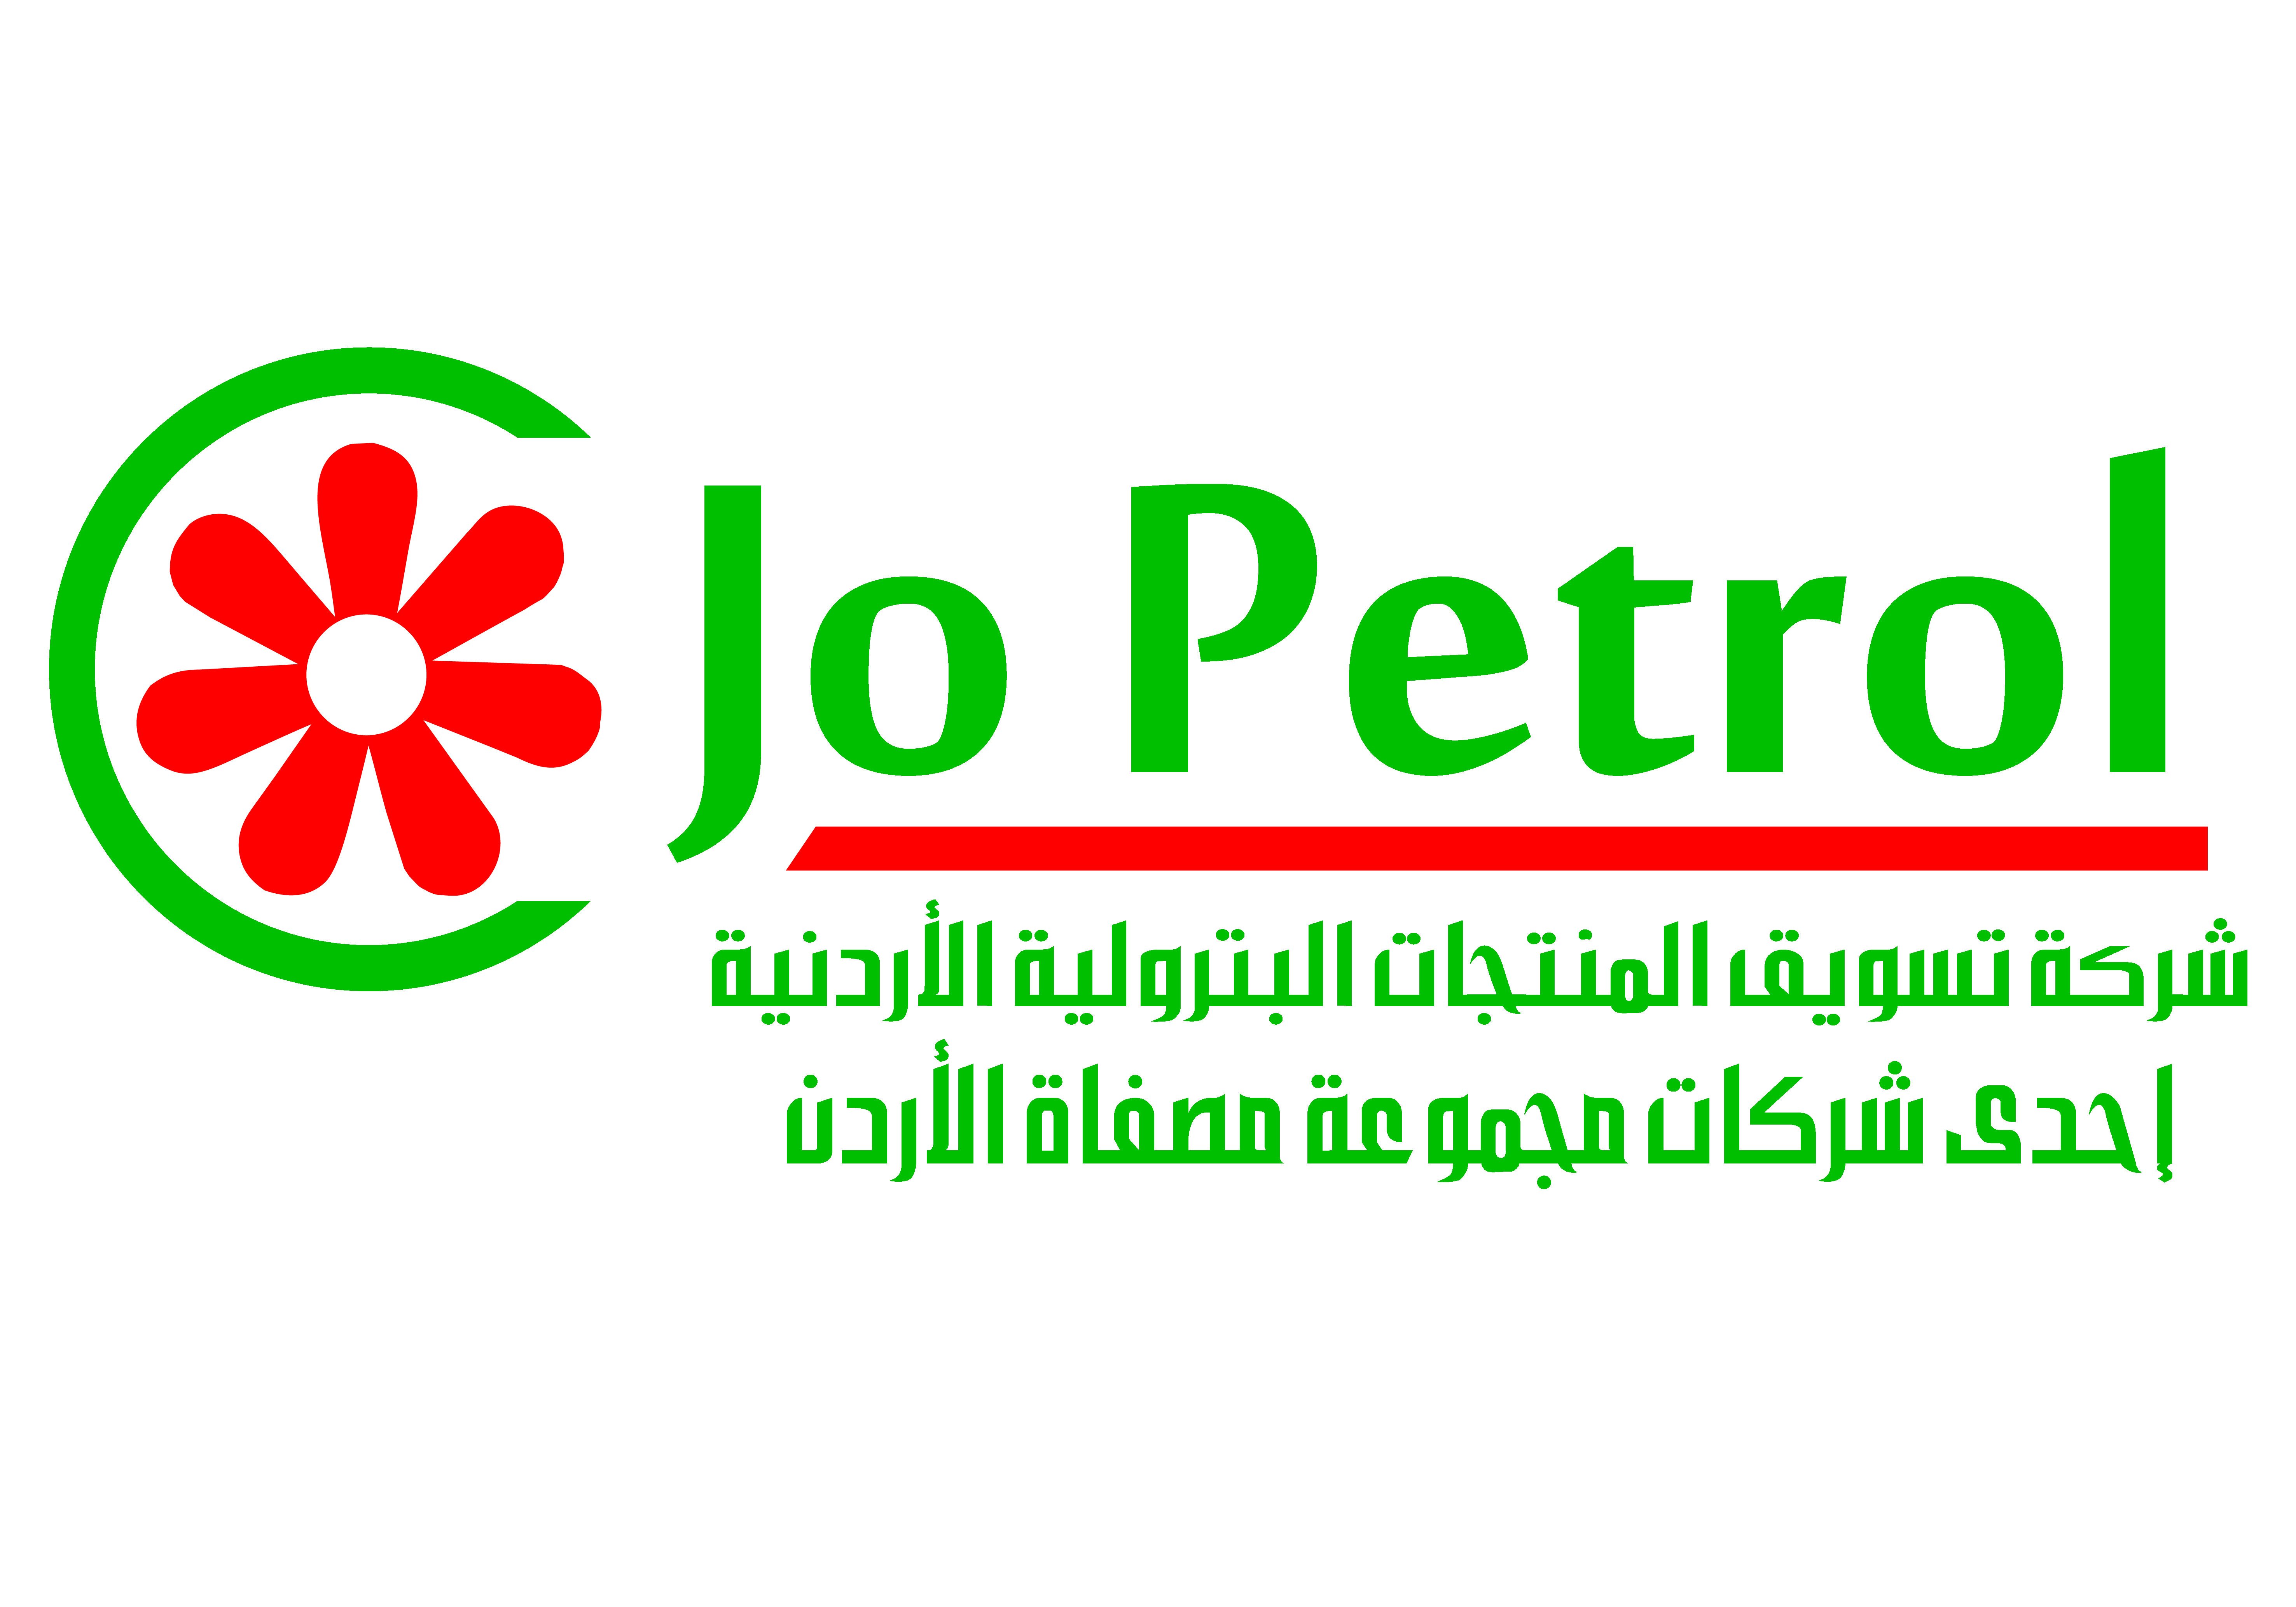 Jo Petrol
شركة تسويق المنتجات البترولية الأردنية
إحدى شركات مجموعة مصفاة الأردن